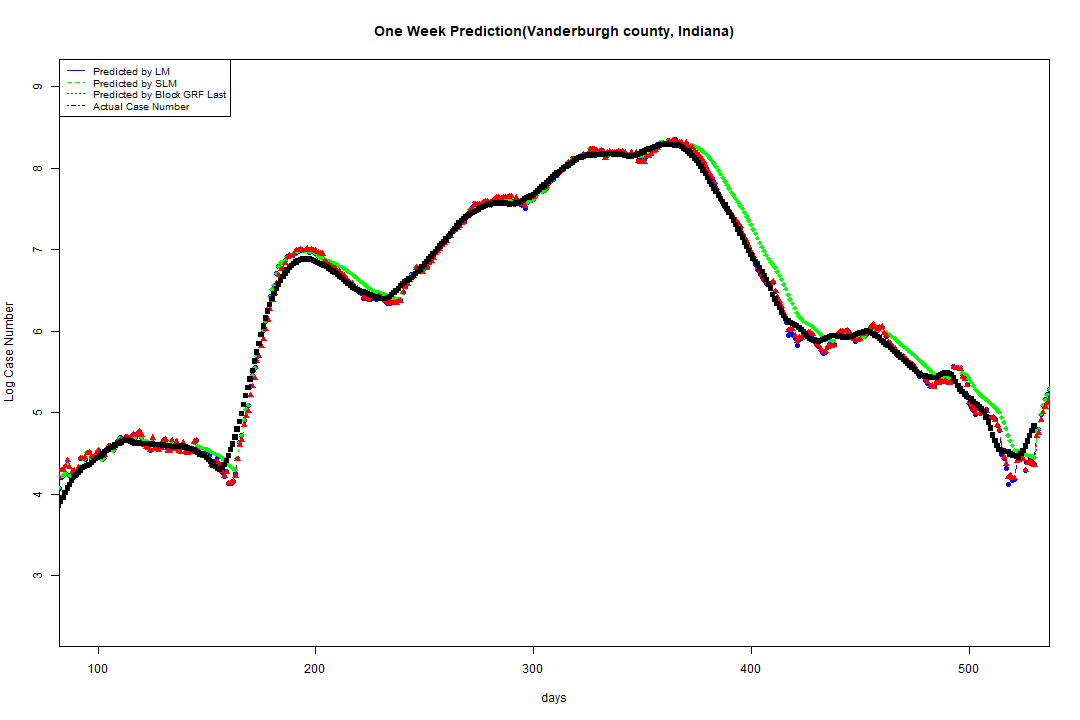 One Week Prediction(Vanderburgh county, Indiana)
Predicted by LM
Predicted by SLM
Predicted by Block GRF Last
Actual Case Number
9
8
7
6
5
4
3
Log Case Number
100 200 300 400 500
days